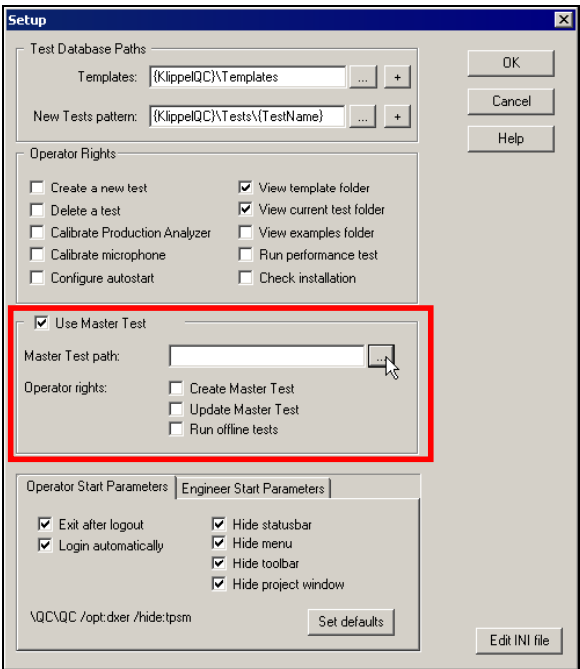 Setup
Test Database Paths
Templates: {KlippelQC}\Templates ... +
New Tests pattern: {KlippelQC}\Tests\{TestName} ... +
OK
Cancel
Help
Operator Rights
Create a new test
Delete a test
Calibrate Production Analyzer
Calibrate microphone
Configure autostart
View template folder
View current test folder
View examples folder
Run performance test
Check installation
Use Master Test
Master Test path: ...
Operator rights:
Create Master Test
Update Master Test
Run offline tests
Operator Start Parameters
Engineer Start Parameters
Exit after logout
Login automatically
Hide statusbar
Hide menu
Hide toolbar
Hide project window
\QC\QC /opt:dxer /hide:tpsm
Set defaults
Edit INI file